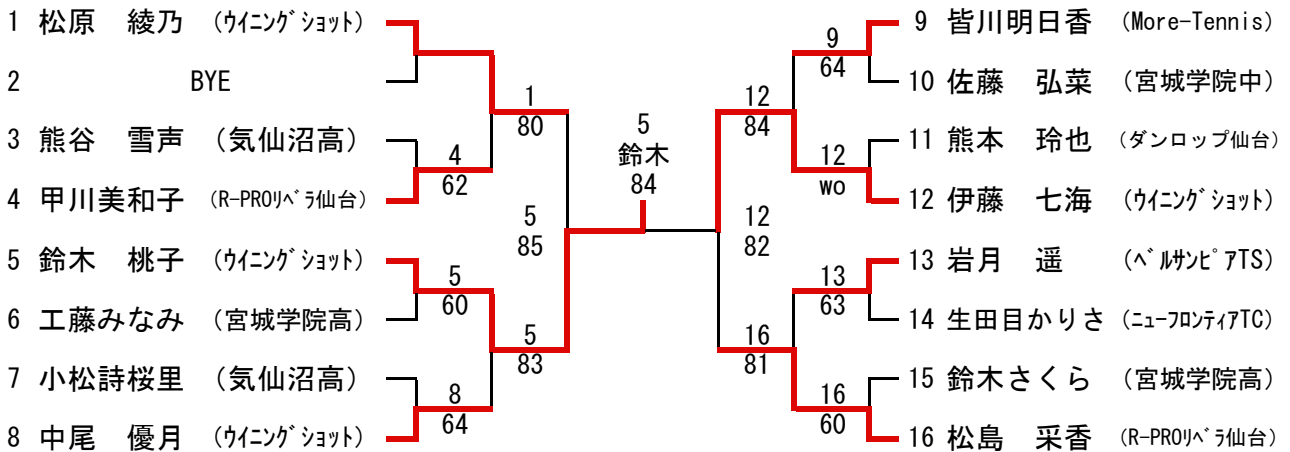 1 松原　綾乃 (ｳｲﾆﾝｸﾞｼｮｯﾄ)
2 BYE
3 熊谷　雪声 (気仙沼高)
4 甲川美和子 (R-PROﾘﾍﾞﾗ仙台)
5 鈴木　桃子 (ｳｲﾆﾝｸﾞｼｮｯﾄ)
6 工藤みなみ (宮城学院高)
7 小松詩桜里 (気仙沼高)
8 中尾　優月 (ｳｲﾆﾝｸﾞｼｮｯﾄ)
4
62
5
60
8
64
1
80
5
83
5
85
5
鈴木
84
12
82
12
84
16
81
9
64
12
wo
13
63
16
60
9 皆川明日香 (More-Tennis)
10 佐藤　弘菜 (宮城学院中)
11 熊本　玲也 (ダンロップ仙台)
12 伊藤　七海 (ｳｲﾆﾝｸﾞｼｮｯﾄ)
13 岩月　遥 (ﾍﾞﾙｻﾝﾋﾟｱTS)
14 生田目かりさ (ﾆｭｰﾌﾛﾝﾃｨｱTC)
15 鈴木さくら (宮城学院高)
16 松島　采香 (R-PROﾘﾍﾞﾗ仙台)